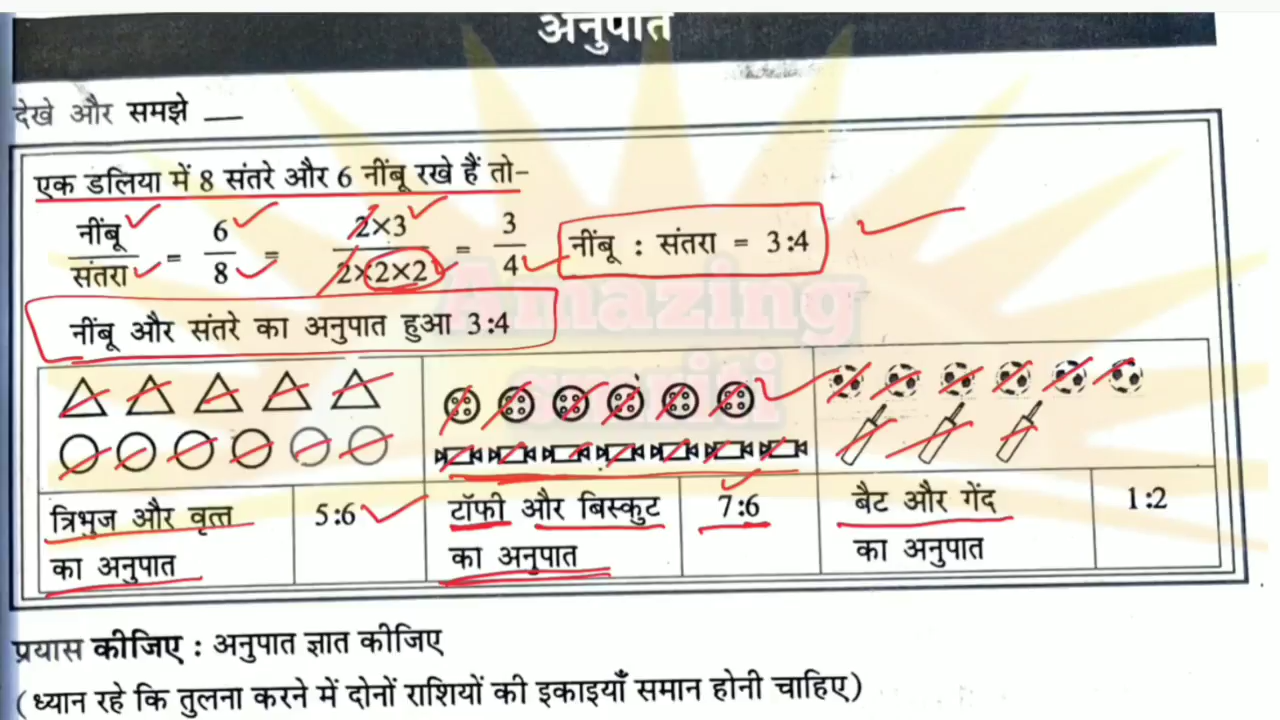 अनुपात
देखे और समझे —
एक डलिया में 8 संतरे और 6 नींबू रखे हैं तो-
नींबू/संतरा = 6/8 = 2×3/2×2×2 = 3/4 नींबू : संतरा = 3:4
नींबू और संतरे का अनुपात हुआ 3:4
Amazing
त्रिभुज और वृत्त
का अनुपात
5:6
टॉफी और बिस्कुट
का अनुपात
7:6
बैट और गेंद
का अनुपात
1:2
प्रयास कीजिए : अनुपात ज्ञात कीजिए
(ध्यान रहे कि तुलना करने में दोनों राशियों की इकाइयाँ समान होनी चाहिए)